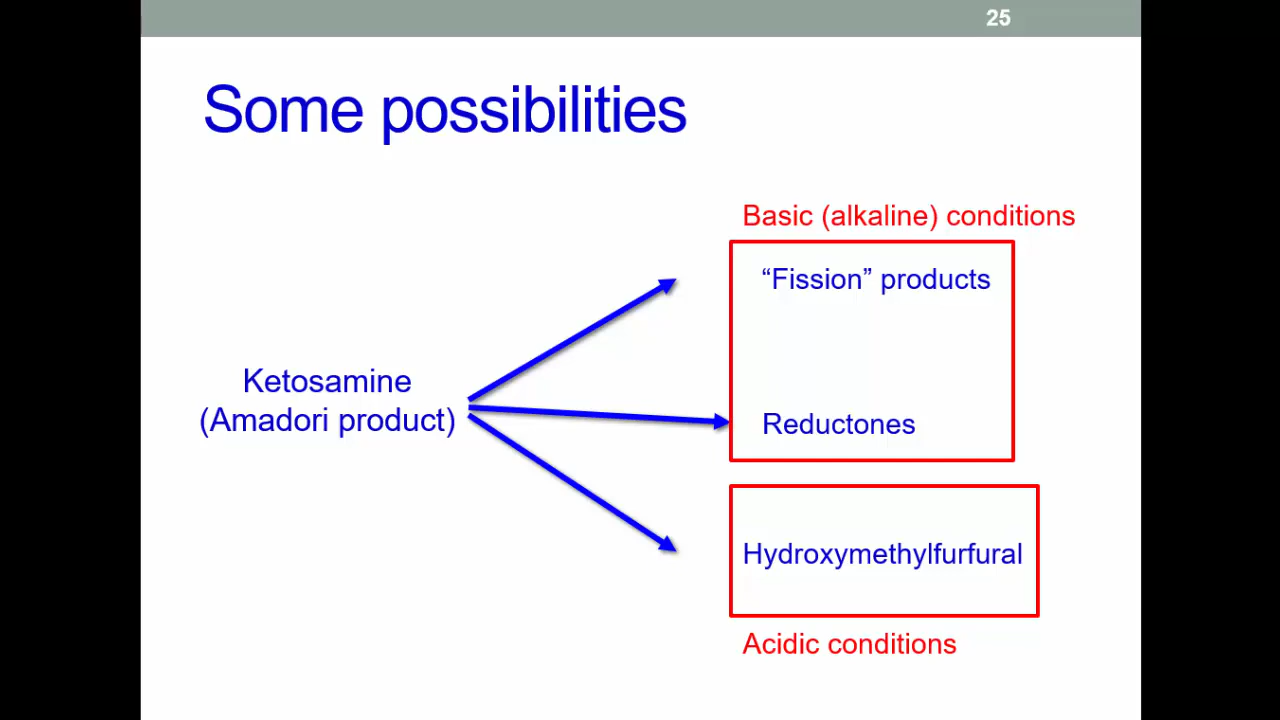 25
Some possibilities
Basic (alkaline) conditions
“Fission” products
Ketosamine
(Amadori product)
Reductones
Hydroxymethylfurfural
Acidic conditions